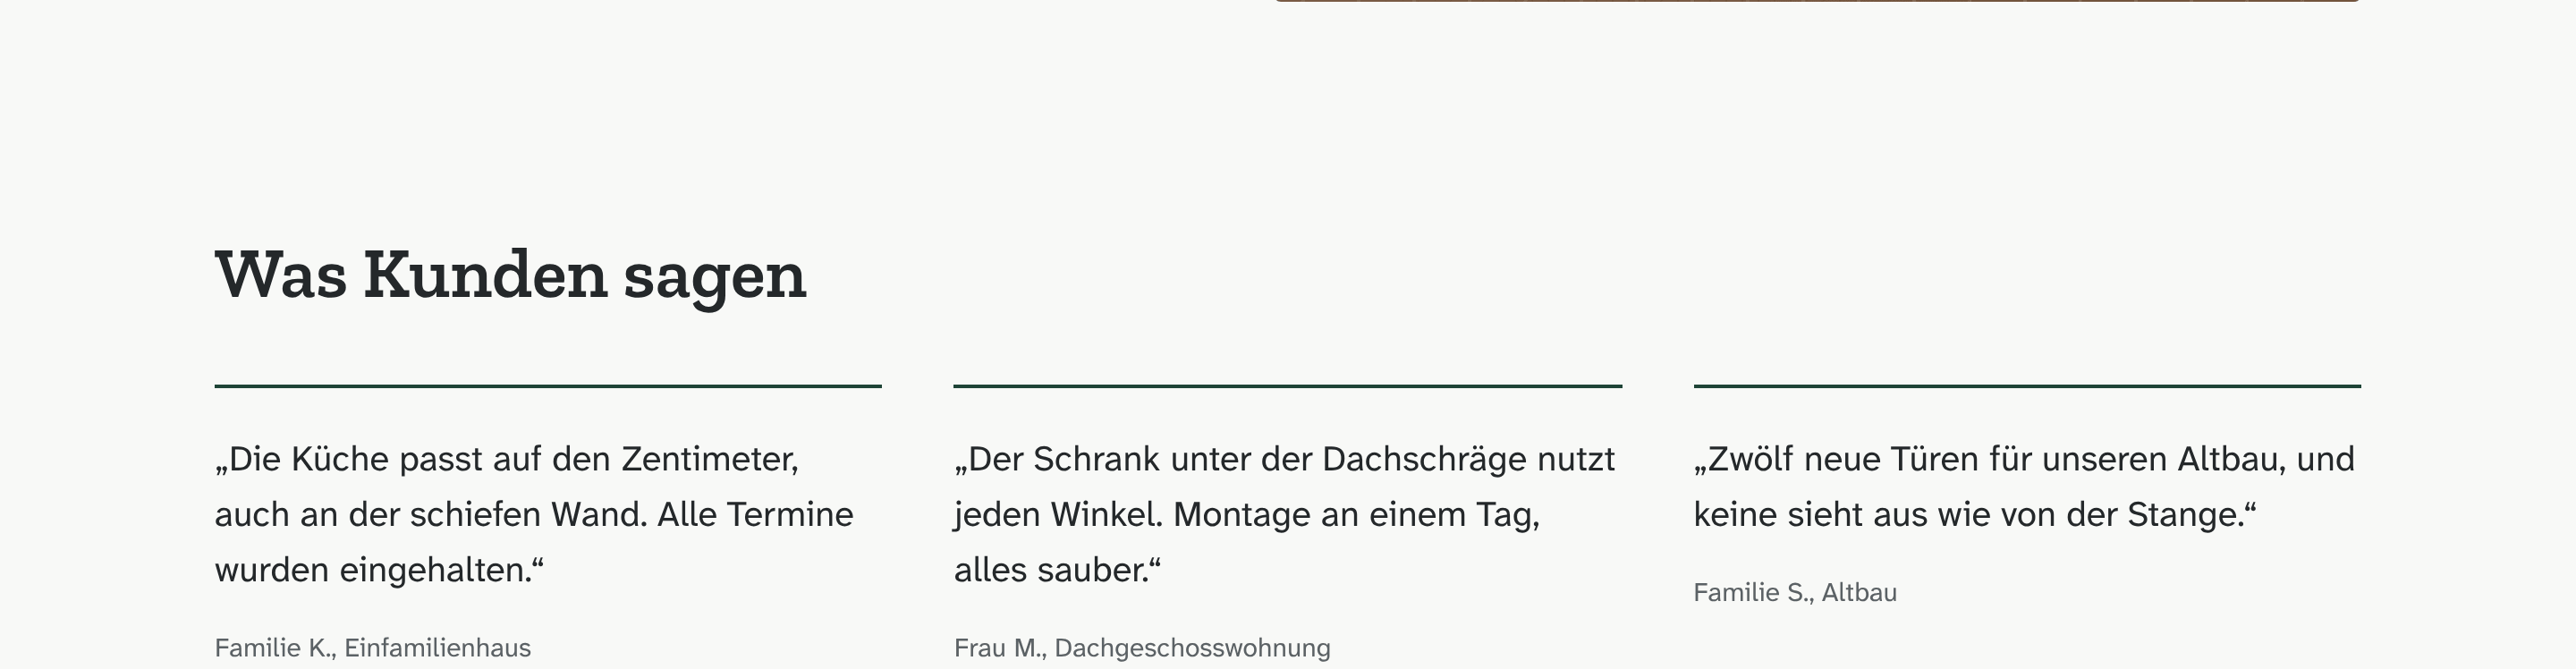 Was Kunden sagen
„Die Küche passt auf den Zentimeter,
auch an der schiefen Wand. Alle Termine
wurden eingehalten.“
Familie K., Einfamilienhaus
„Der Schrank unter der Dachschräge nutzt
jeden Winkel. Montage an einem Tag,
alles sauber.“
Frau M., Dachgeschosswohnung
„Zwölf neue Türen für unseren Altbau, und
keine sieht aus wie von der Stange.“
Familie S., Altbau